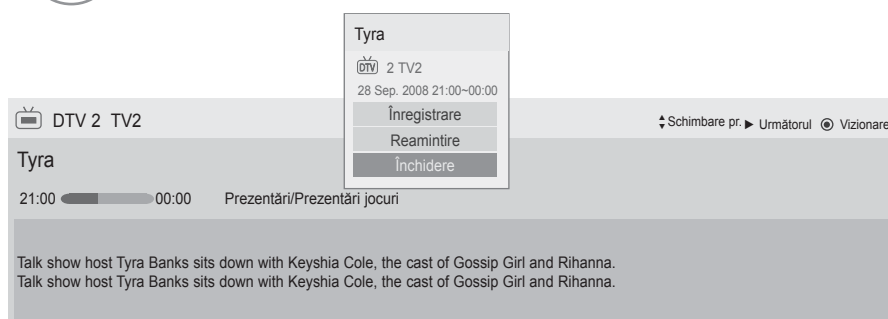 Tyra
DTV 2 TV2
28 Sep. 2008 21:00~00:00
Înregistrare
Reamintire
Închidere
DTV 2 TV2
Schimbare pr. Următorul Vizionare
Tyra
21:00 00:00 Prezentări/Prezentări jocuri
Talk show host Tyra Banks sits down with Keyshia Cole, the cast of Gossip Girl and Rihanna.
Talk show host Tyra Banks sits down with Keyshia Cole, the cast of Gossip Girl and Rihanna.